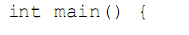 int main() {